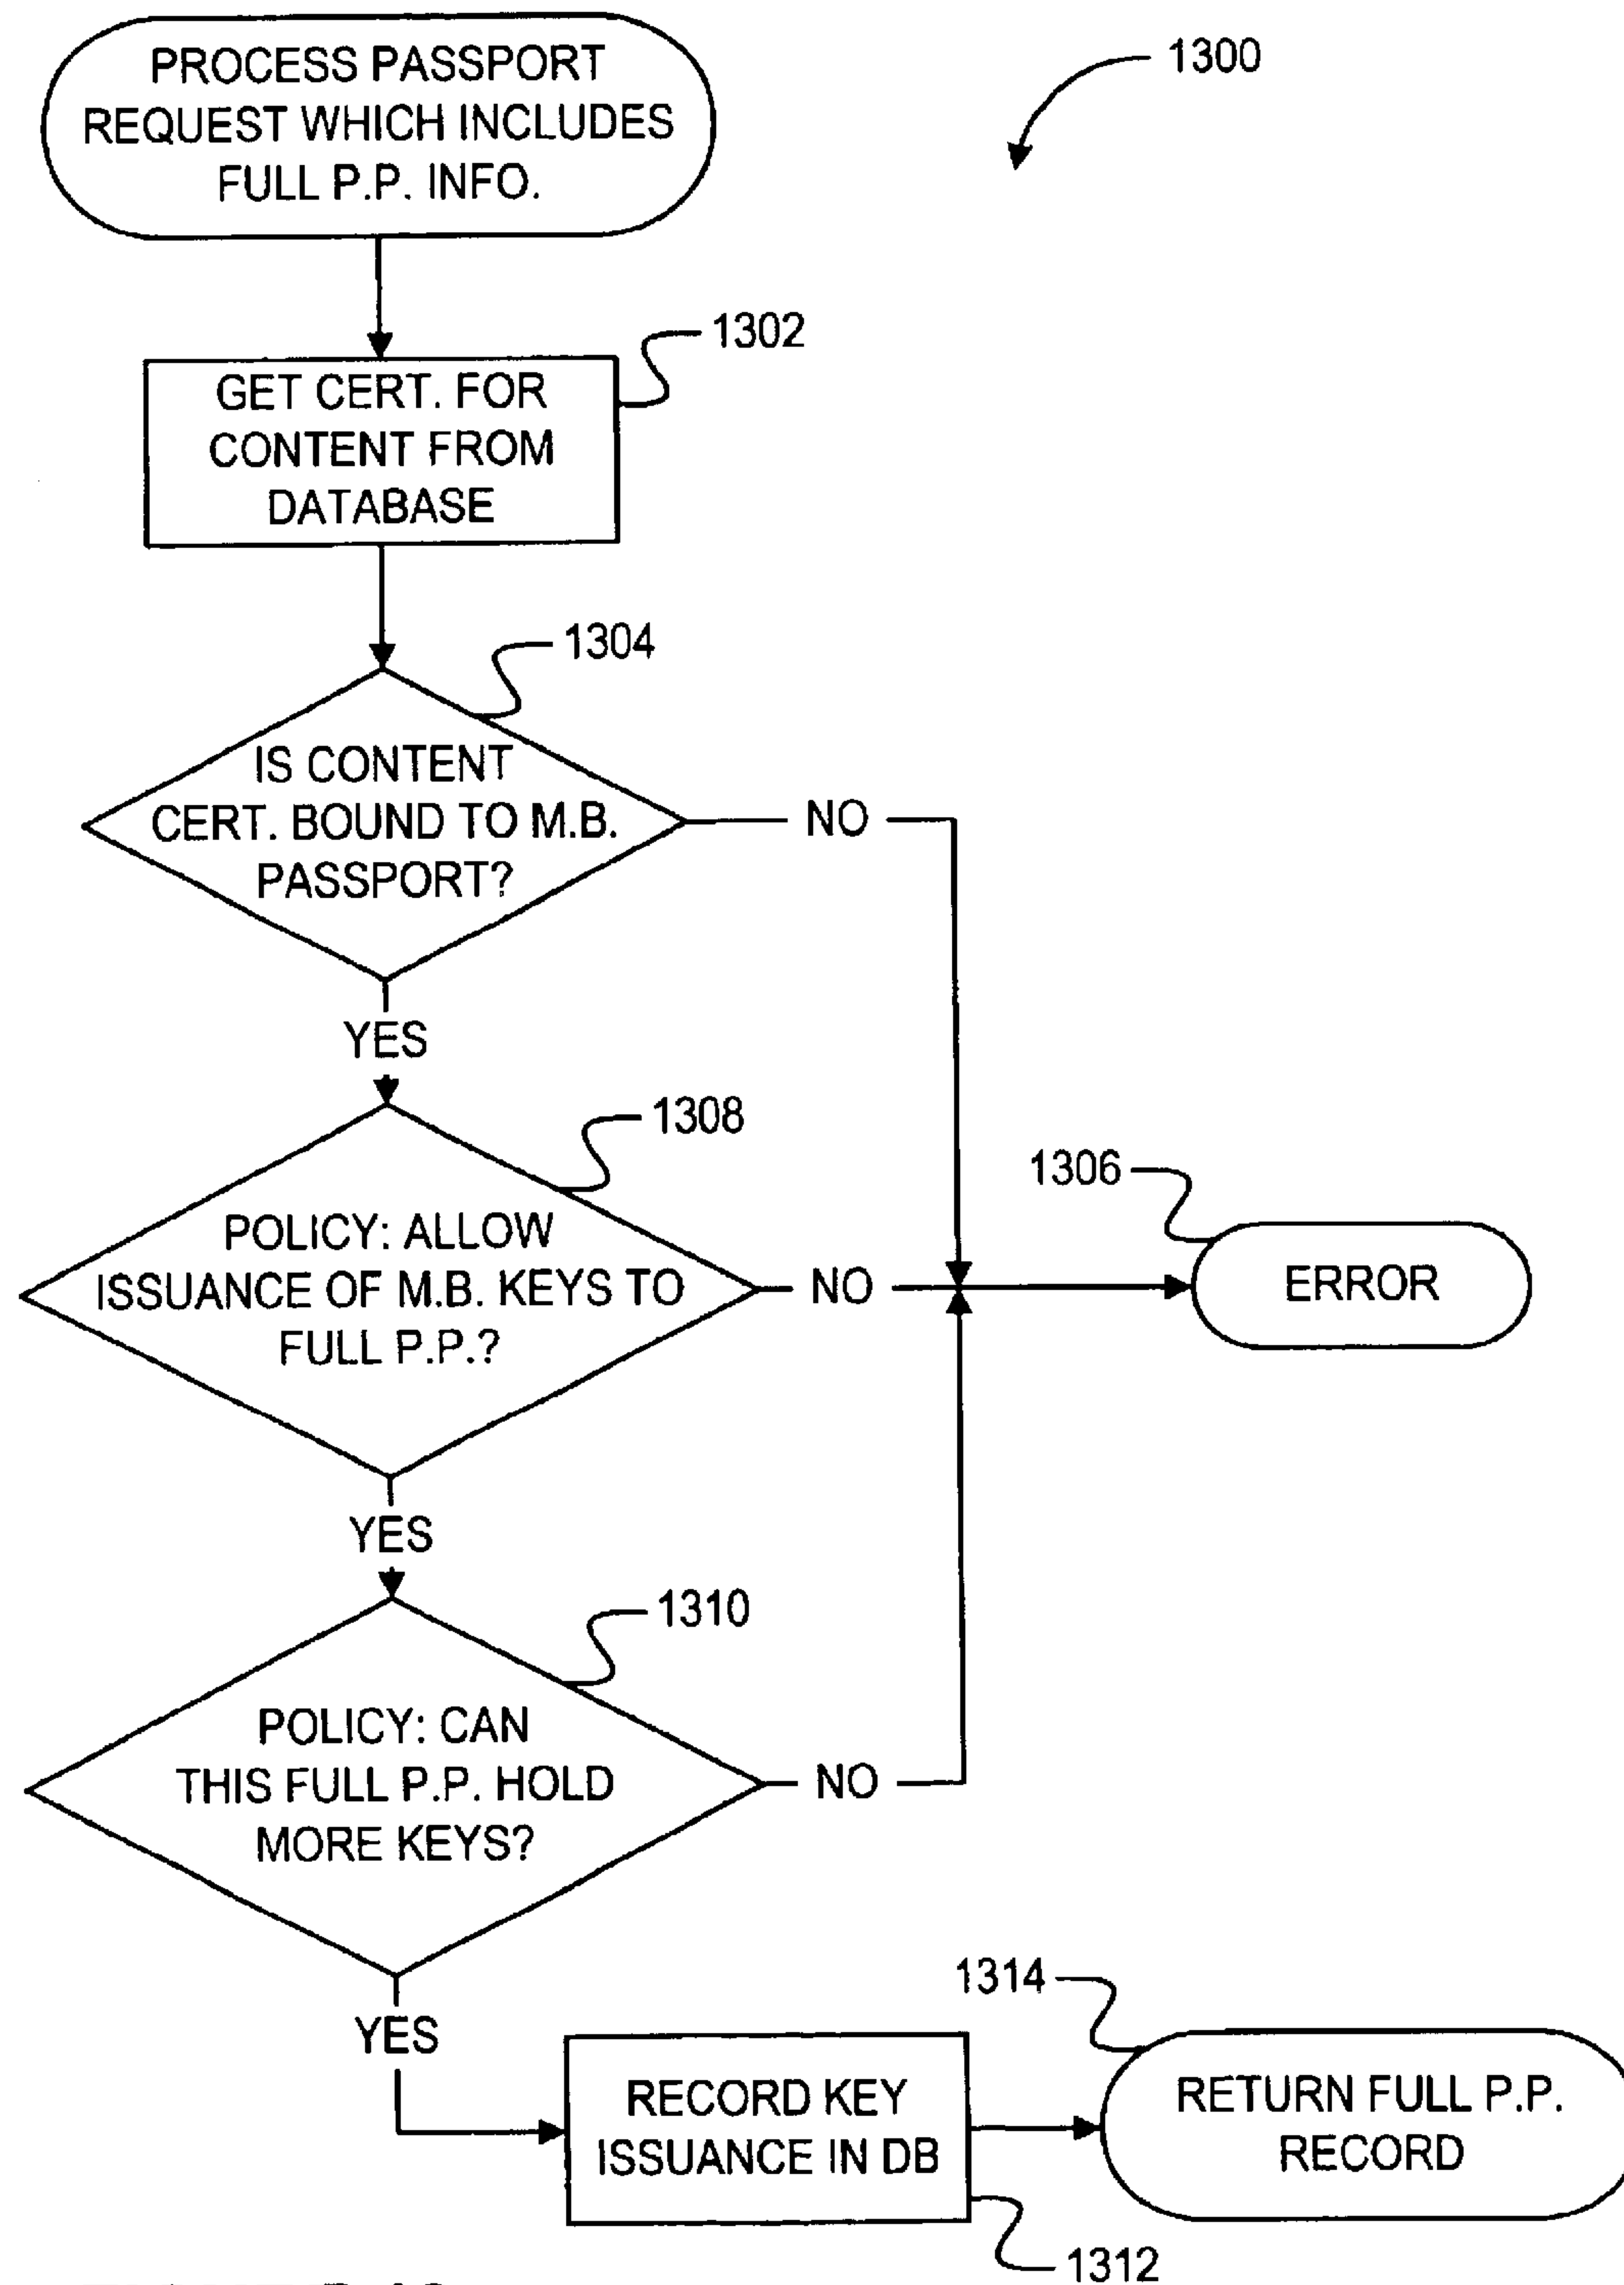 PROCESS PASSPORT
REQUEST WHICH INCLUDES
FULL P.P. INFO.
1300
1302
GET CERT. FOR
CONTENT FROM
DATABASE
1304
IS CONTENT
CERT. BOUND TO M.B.
PASSPORT?
NO
YES
1308
1306
POLICY: ALLOW
ISSUANCE OF M.B. KEYS TO
FULL P.P.?
NO
ERROR
YES
1310
POLICY: CAN
THIS FULL P.P. HOLD
MORE KEYS?
NO
YES
1314
RECORD KEY
ISSUANCE IN DB
RETURN FULL P.P.
RECORD
1312